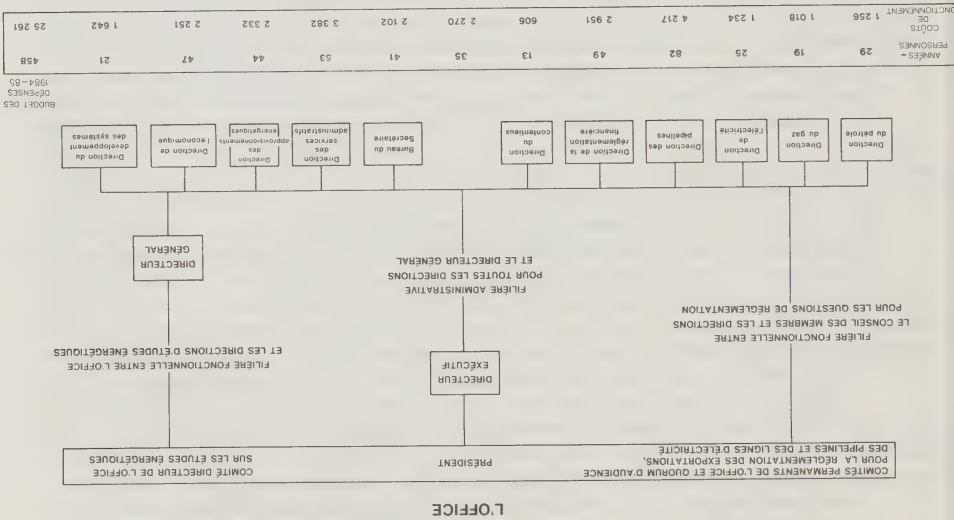 L'OFFICE
COMITÉS PERMANENTS DE L'OFFICE ET QUORUM D'AUDIENCE
POUR LA RÉGLEMENTATION DES EXPORTATIONS,
DES PIPELINES ET DES LIGNES D'ÉLECTRICITÉ
PRÉSIDENT
COMITÉ DIRECTEUR DE L'OFFICE
SUR LES ÉTUDES ÉNERGÉTIQUES
DIRECTEUR
EXÉCUTIF
FILIÈRE FONCTIONNELLE ENTRE
LE CONSEIL DES MEMBRES ET LES DIRECTIONS
POUR LES QUESTIONS DE RÉGLEMENTATION
FILIÈRE FONCTIONNELLE ENTRE L'OFFICE
ET LES DIRECTIONS D'ÉTUDES ÉNERGÉTIQUES
FILIÈRE ADMINISTRATIVE
POUR TOUTES LES DIRECTIONS
ET LE DIRECTEUR GÉNÉRAL
DIRECTEUR
GÉNÉRAL
Direction
du pétrole
Direction
du gaz
Direction
de
l'électricité
Direction des
pipelines
Direction de la
réglementation
financière
Direction
du
contentieux
Bureau du
Secrétaire
Direction
des
services
administratifs
Direction
des
approvisionnements
énergétiques
Direction de
l'économique
Direction du
développement
des systèmes
BUDGET DES
DÉPENSES
1984-85
ANNÉES-
PERSONNES 29 19 25 82 49 13 35 41 53 44 47 21 458
COÛTS
DE
ONCTIONNEMENT 1 256 1 018 1 234 4 217 2 951 606 2 270 2 102 3 382 2 332 2 251 1 642 25 261